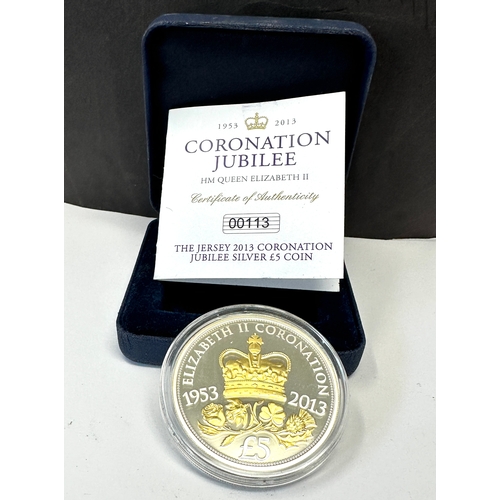 1953 2013
CORONATION
JUBILEE
HM QUEEN ELIZABETH II
Certificate of Authenticity
00113
THE JERSEY 2013 CORONATION
JUBILEE SILVER £5 COIN
ELIZABETH II CORONATION
1953 2013
£5